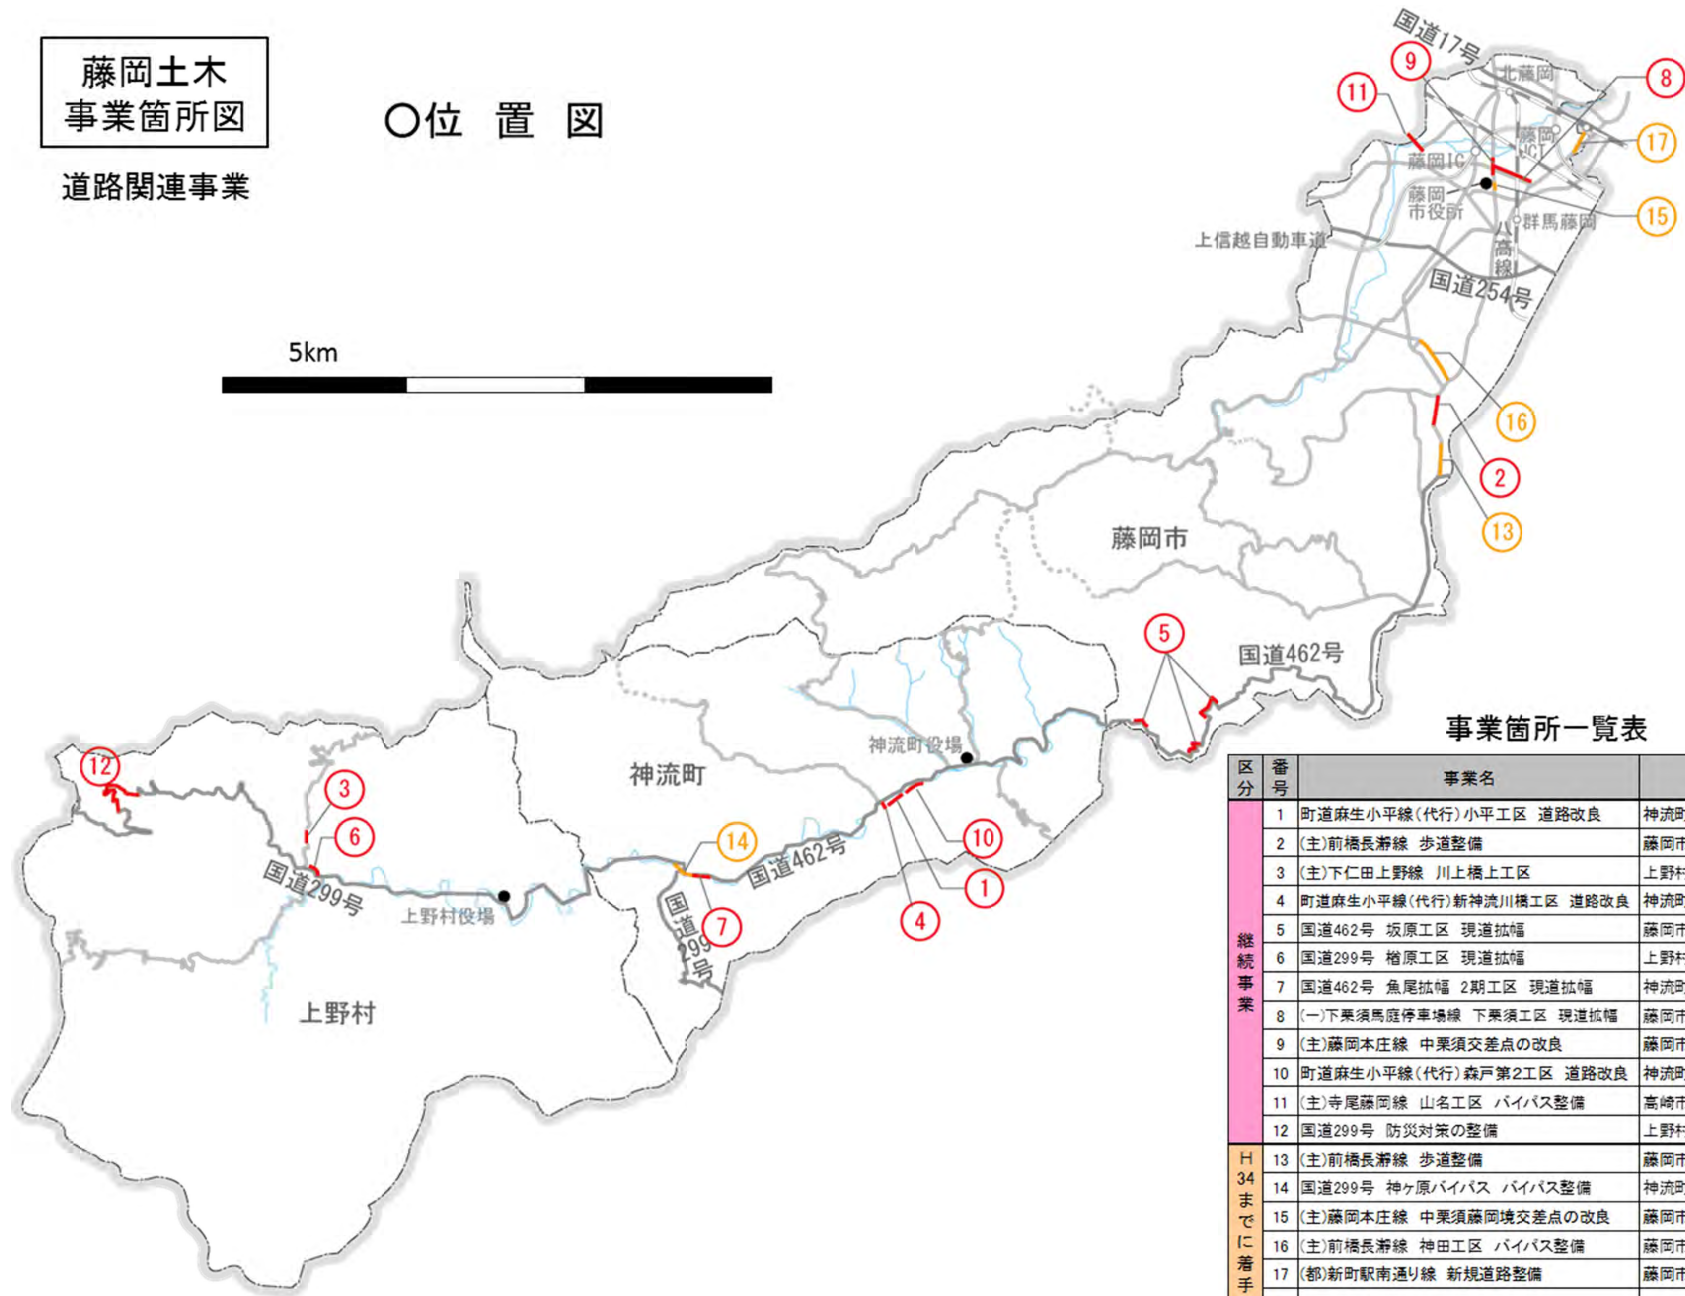 藤岡土木
事業箇所図
道路関連事業
○位 置 図
5km
国道17号
北藤岡
藤岡
JCT
藤岡IC
藤岡
市役所
群馬藤岡
八高線
上信越自動車道
国道254号
藤岡市
国道462号
神流町役場
神流町
国道462号
国道299号
国道299号
上野村役場
上野村
9
8
11
17
15
16
2
13
5
12
3
6
14
10
1
4
7
事業箇所一覧表
区分 番号 事業名
継続事業
1 町道麻生小平線(代行)小平工区 道路改良 神流町
2 (主)前橋長瀞線 歩道整備 藤岡市
3 (主)下仁田上野線 川上橋上工区 上野村
4 町道麻生小平線(代行)新神流川橋工区 道路改良 神流町
5 国道462号 坂原工区 現道拡幅 藤岡市
6 国道299号 楢原工区 現道拡幅 上野村
7 国道462号 魚尾拡幅 2期工区 現道拡幅 神流町
8 (一)下栗須馬庭停車場線 下栗須工区 現道拡幅 藤岡市
9 (主)藤岡本庄線 中栗須交差点の改良 藤岡市
10 町道麻生小平線(代行)森戸第2工区 道路改良 神流町
11 (主)寺尾藤岡線 山名工区 バイパス整備 高崎市
12 国道299号 防災対策の整備 上野村
H34までに着手
13 (主)前橋長瀞線 歩道整備 藤岡市
14 国道299号 神ヶ原バイパス バイパス整備 神流町
15 (主)藤岡本庄線 中栗須藤岡境交差点の改良 藤岡市
16 (主)前橋長瀞線 神田工区 バイパス整備 藤岡市
17 (都)新町駅南通り線 新規道路整備 藤岡市